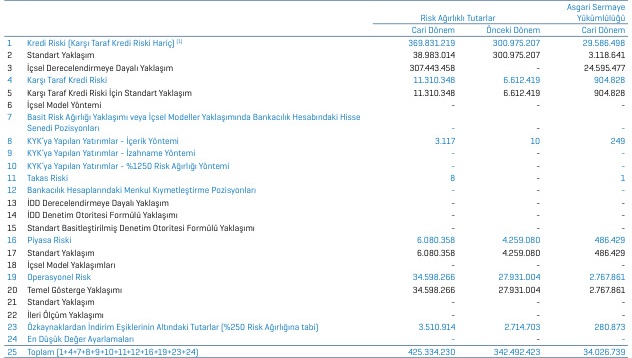 Asgari Sermaye
Risk Ağırlıklı Tutarlar Yükümlülüğü
Cari Dönem Önceki Dönem Cari Dönem
1 Kredi Riski (Karşı Taraf Kredi Riski Hariç) (1) 369.831.219 300.975.207 29.586.498
2 Standart Yaklaşım 38.983.014 300.975.207 3.118.641
3 İçsel Derecelendirmeye Dayalı Yaklaşım 307.443.458 - 24.595.477
4 Karşı Taraf Kredi Riski 11.310.348 6.612.419 904.828
5 Karşı Taraf Kredi Riski İçin Standart Yaklaşım 11.310.348 6.612.419 904.828
6 İçsel Model Yöntemi - - -
7 Basit Risk Ağırlığı Yaklaşımı veya İçsel Modeller Yaklaşımında Bankacılık Hesabındaki Hisse
Senedi Pozisyonları - - -
8 KYK'ya Yapılan Yatırımlar - İçerik Yöntemi 3.117 10 249
9 KYK'ya Yapılan Yatırımlar - İzahname Yöntemi - - -
10 KYK'ya Yapılan Yatırımlar - %1250 Risk Ağırlığı Yöntemi - - -
11 Takas Riski 8 - 1
12 Bankacılık Hesaplarındaki Menkul Kıymetleştirme Pozisyonları - - -
13 İDD Derecelendirmeye Dayalı Yaklaşım - - -
14 İDD Denetim Otoritesi Formülü Yaklaşımı - - -
15 Standart Basitleştirilmiş Denetim Otoritesi Formülü Yaklaşımı - - -
16 Piyasa Riski 6.080.358 4.259.080 486.429
17 Standart Yaklaşım 6.080.358 4.259.080 486.429
18 İçsel Model Yaklaşımları - - -
19 Operasyonel Risk 34.598.266 27.931.004 2.767.861
20 Temel Gösterge Yaklaşımı 34.598.266 27.931.004 2.767.861
21 Standart Yaklaşım - - -
22 İleri Ölçüm Yaklaşımı - - -
23 Özkaynaklardan İndirim Eşiklerinin Altındaki Tutarlar (%250 Risk Ağırlığına tabi) 3.510.914 2.714.703 280.873
24 En Düşük Değer Ayarlamaları - - -
25 Toplam (1+4+7+8+9+10+11+12+16+19+23+24) 425.334.230 342.492.423 34.026.739